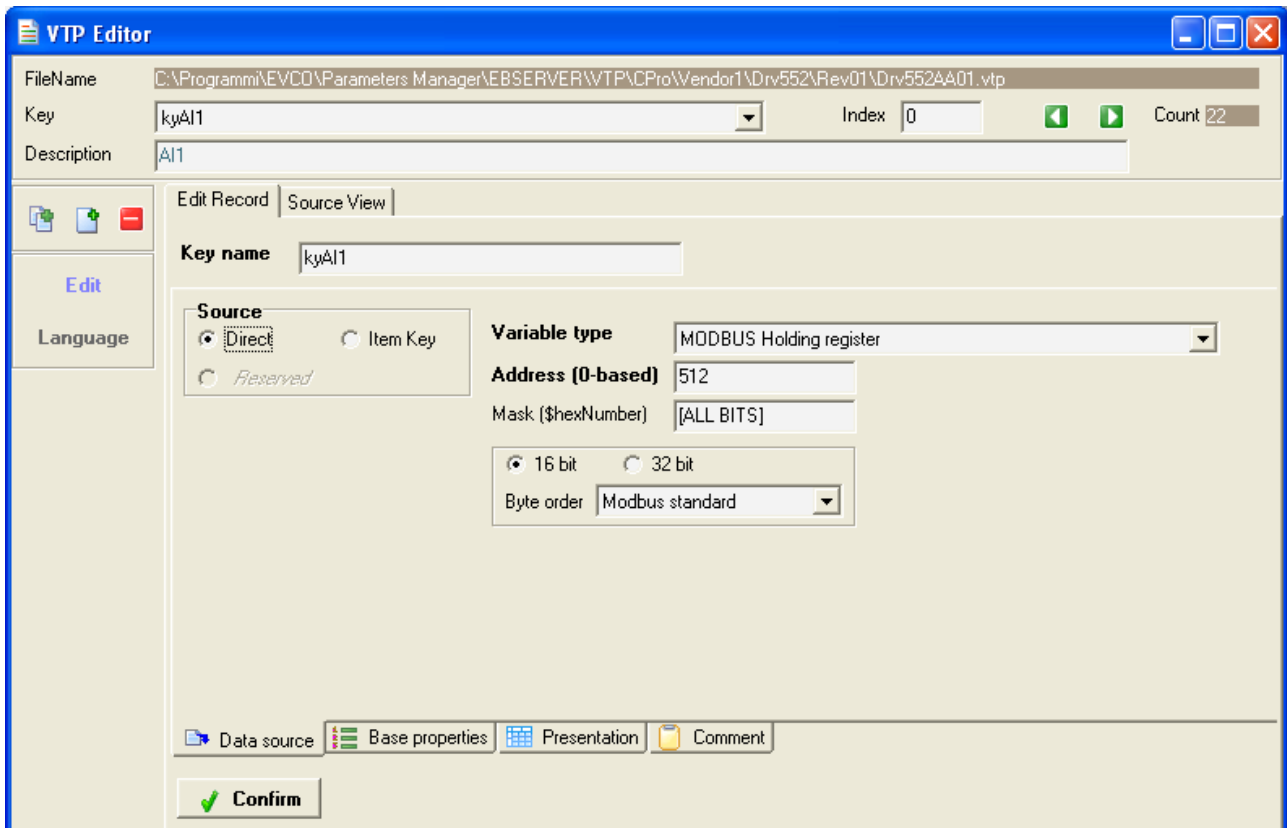 VTP Editor
FileName C:\Programmi\EVCO\Parameters Manager\EBSERVER\VTP\CPro\Vendor1\Drv552\Rev01\Drv552AA01.vtp
Key kyAI1 Index 0 Count 22
Description AI1
Edit Record Source View
Key name kyAI1
Edit
Language
Source
Direct Item Key
Reserved
Variable type MODBUS Holding register
Address (0-based) 512
Mask ($hexNumber) [ALL BITS]
16 bit 32 bit
Byte order Modbus standard
Data source Base properties Presentation Comment
Confirm